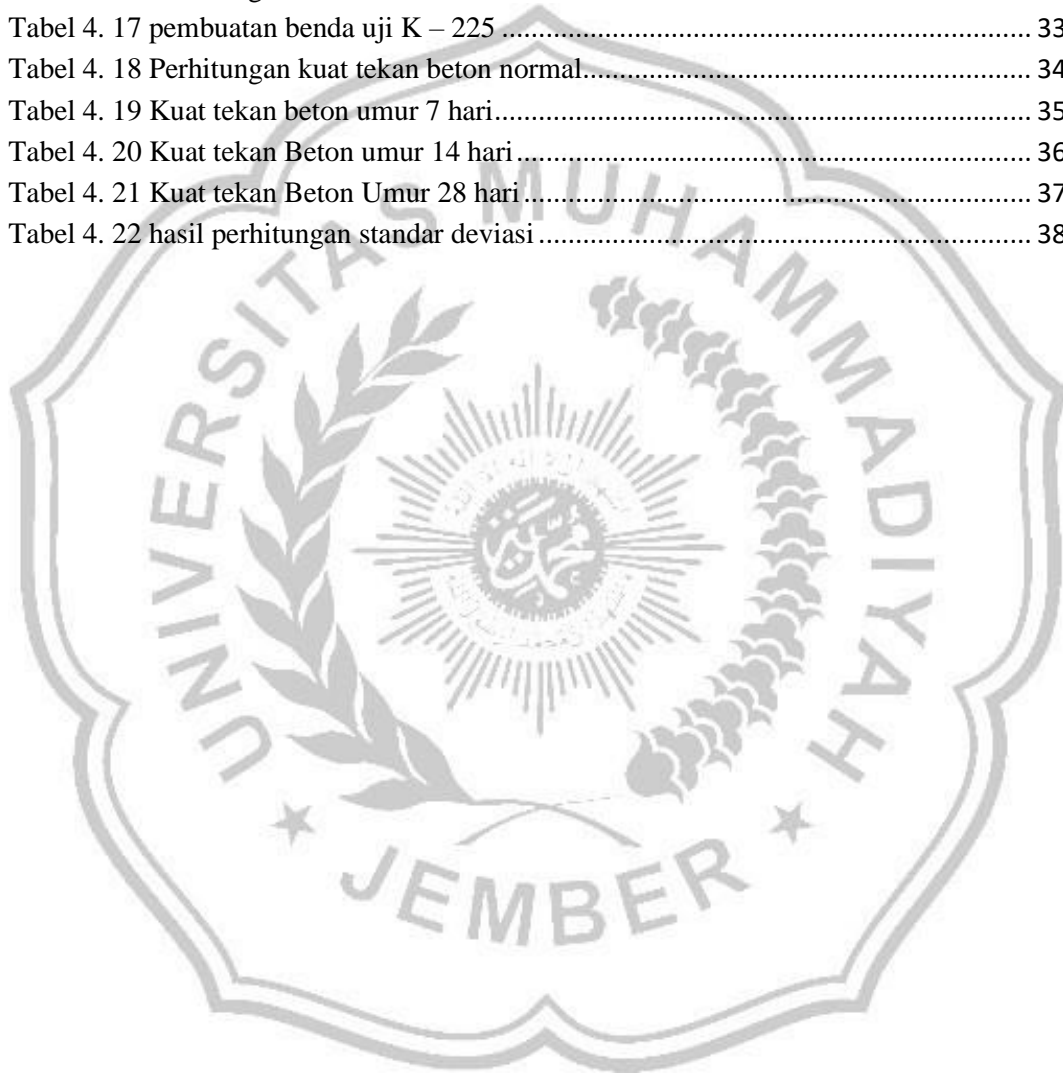 Tabel 4. 17 pembuatan benda uji K – 225 ........ 33
Tabel 4. 18 Perhitungan kuat tekan beton normal ........ 34
Tabel 4. 19 Kuat tekan beton umur 7 hari ........ 35
Tabel 4. 20 Kuat tekan Beton umur 14 hari ........ 36
Tabel 4. 21 Kuat tekan Beton Umur 28 hari ........ 37
Tabel 4. 22 hasil perhitungan standar deviasi ........ 38
UNIVERSITAS MUHAMMADIYAH
JEMBER